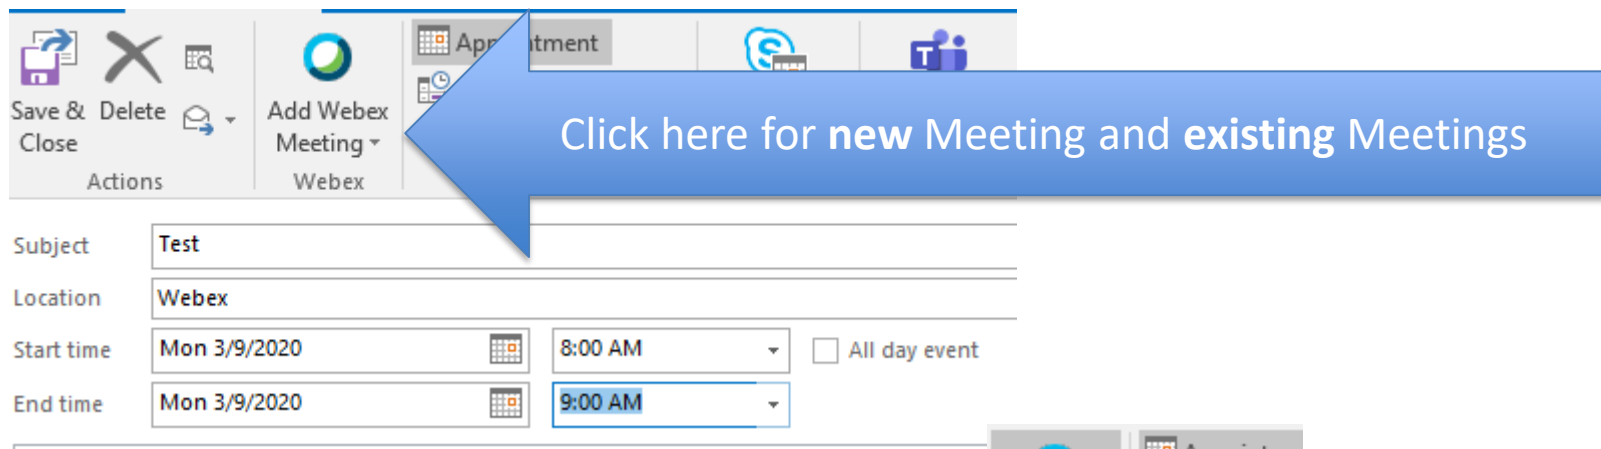 Appointment
Save & Delete
Close
Add Webex
Meeting
Actions
Webex
Click here for new Meeting and existing Meetings
Subject Test
Location Webex
Start time Mon 3/9/2020 8:00 AM All day event
End time Mon 3/9/2020 9:00 AM